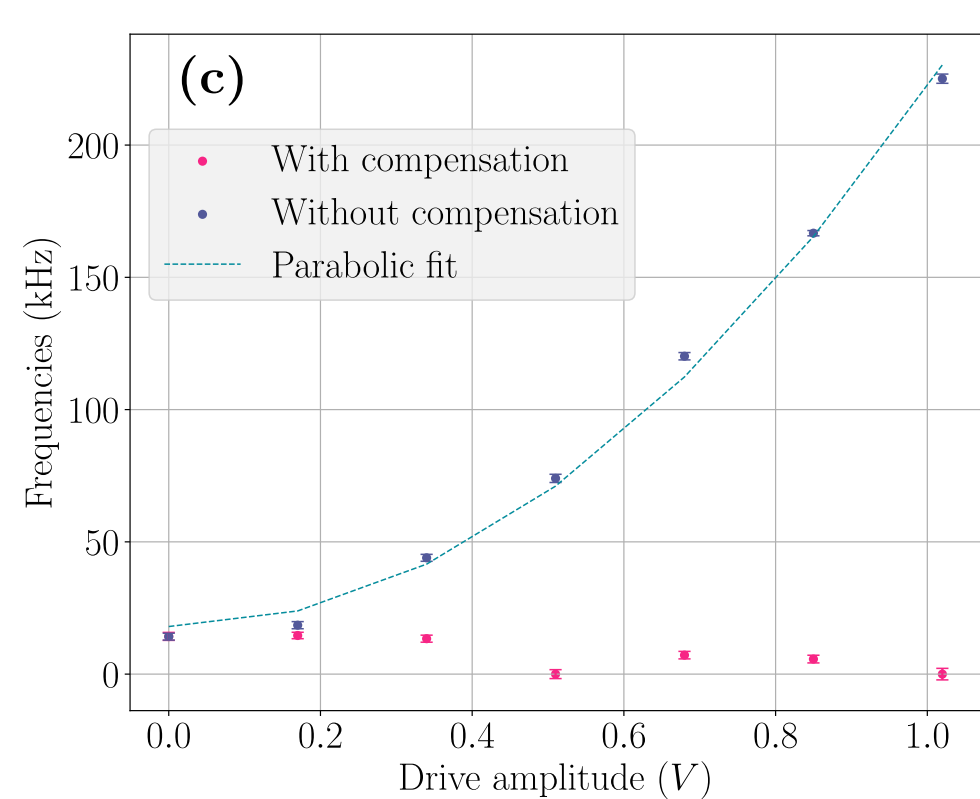 (c)
With compensation
Without compensation
Parabolic fit
Frequencies (kHz)
200
150
100
50
0
0.0 0.2 0.4 0.6 0.8 1.0
Drive amplitude (V)